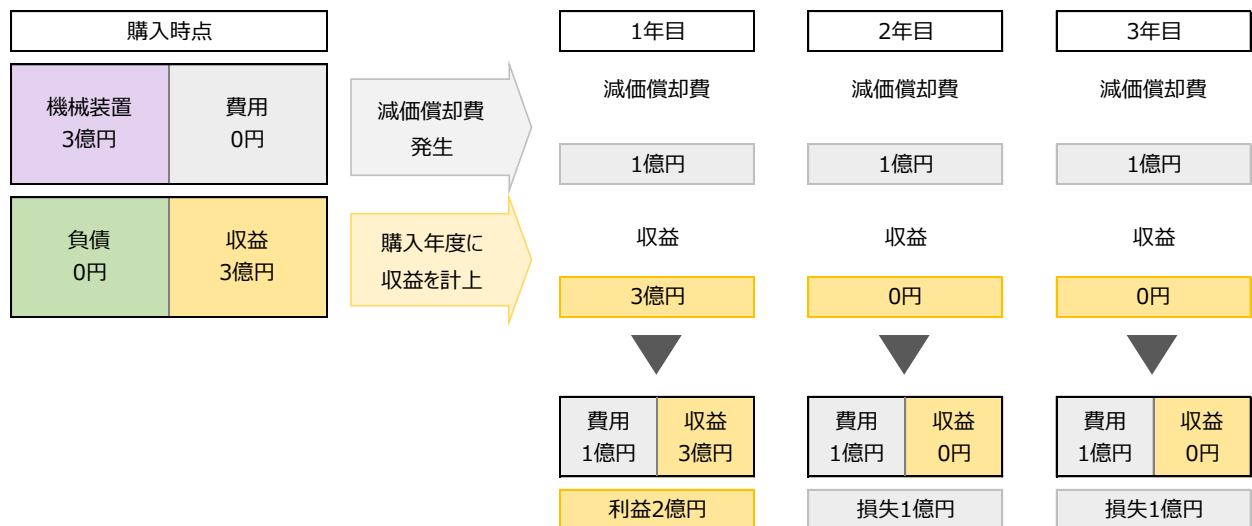 購入時点
1年目
2年目
3年目
機械装置
3億円
費用
0円
減価償却費
発生
減価償却費
減価償却費
減価償却費
1億円
1億円
1億円
負債
0円
収益
3億円
購入年度に
収益を計上
収益
収益
収益
3億円
0円
0円
費用
1億円
収益
3億円
費用
1億円
収益
0円
費用
1億円
収益
0円
利益2億円
損失1億円
損失1億円